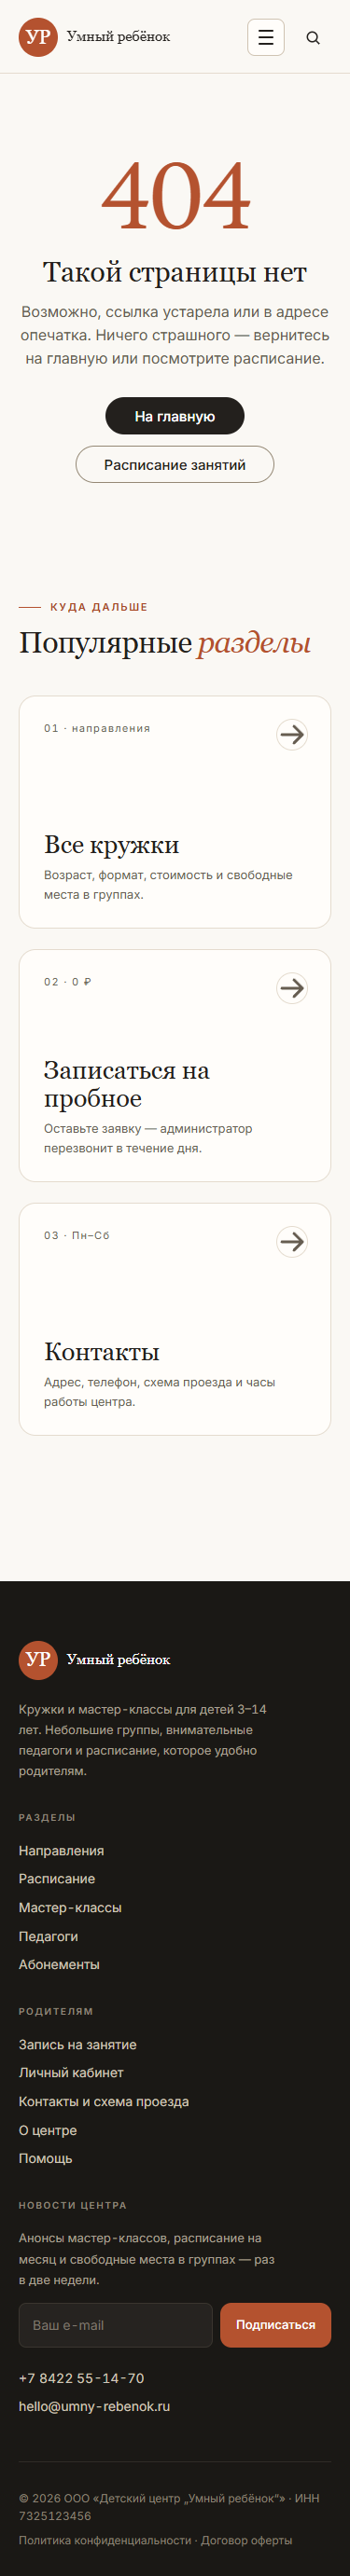 УР Умный ребёнок
404
Такой страницы нет
Возможно, ссылка устарела или в адресе
опечатка. Ничего страшного — вернитесь
на главную или посмотрите расписание.
На главную
Расписание занятий
КУДА ДАЛЬШЕ
Популярные разделы
01 · направления
Все кружки
Возраст, формат, стоимость и свободные
места в группах.
02 · 0 ₽
Записаться на
пробное
Оставьте заявку — администратор
перезвонит в течение дня.
03 · Пн–Сб
Контакты
Адрес, телефон, схема проезда и часы
работы центра.
УР Умный ребёнок
Кружки и мастер-классы для детей 3–14
лет. Небольшие группы, внимательные
педагоги и расписание, которое удобно
родителям.
РАЗДЕЛЫ
Направления
Расписание
Мастер-классы
Педагоги
Абонементы
РОДИТЕЛЯМ
Запись на занятие
Личный кабинет
Контакты и схема проезда
О центре
Помощь
НОВОСТИ ЦЕНТРА
Анонсы мастер-классов, расписание на
месяц и свободные места в группах — раз
в две недели.
Ваш e-mail Подписаться
+7 8422 55-14-70
hello@umny-rebenok.ru
© 2026 ООО «Детский центр „Умный ребёнок“» · ИНН
7325123456
Политика конфиденциальности · Договор оферты